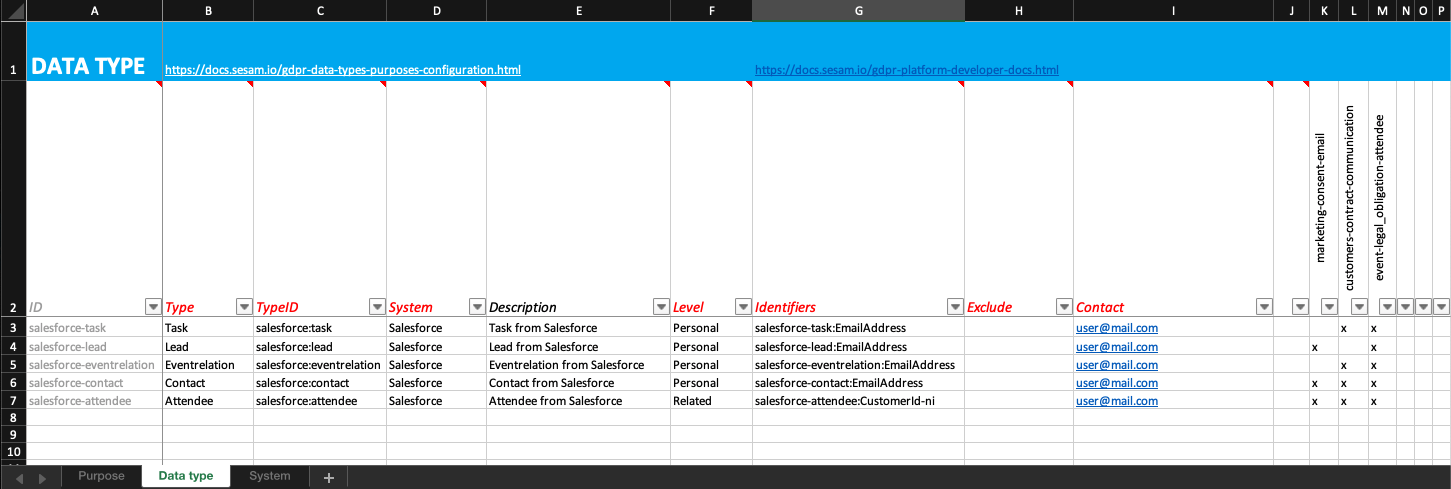 A B C D E F G H I J K L M N O P
1 DATA TYPE https://docs.sesam.io/gdpr-data-types-purposes-configuration.html https://docs.sesam.io/gdpr-platform-developer-docs.html
marketing-consent-email
customers-contract-communication
event-legal_obligation-attendee
2 ID Type TypeID System Description Level Identifiers Exclude Contact
3 salesforce-task Task salesforce:task Salesforce Task from Salesforce Personal salesforce-task:EmailAddress user@mail.com x x
4 salesforce-lead Lead salesforce:lead Salesforce Lead from Salesforce Personal salesforce-lead:EmailAddress user@mail.com x x
5 salesforce-eventrelation Eventrelation salesforce:eventrelation Salesforce Eventrelation from Salesforce Personal salesforce-eventrelation:EmailAddress user@mail.com x x
6 salesforce-contact Contact salesforce:contact Salesforce Contact from Salesforce Personal salesforce-contact:EmailAddress user@mail.com x x x
7 salesforce-attendee Attendee salesforce:attendee Salesforce Attendee from Salesforce Related salesforce-attendee:CustomerId-ni user@mail.com x x x
8
9
10
Purpose Data type System +